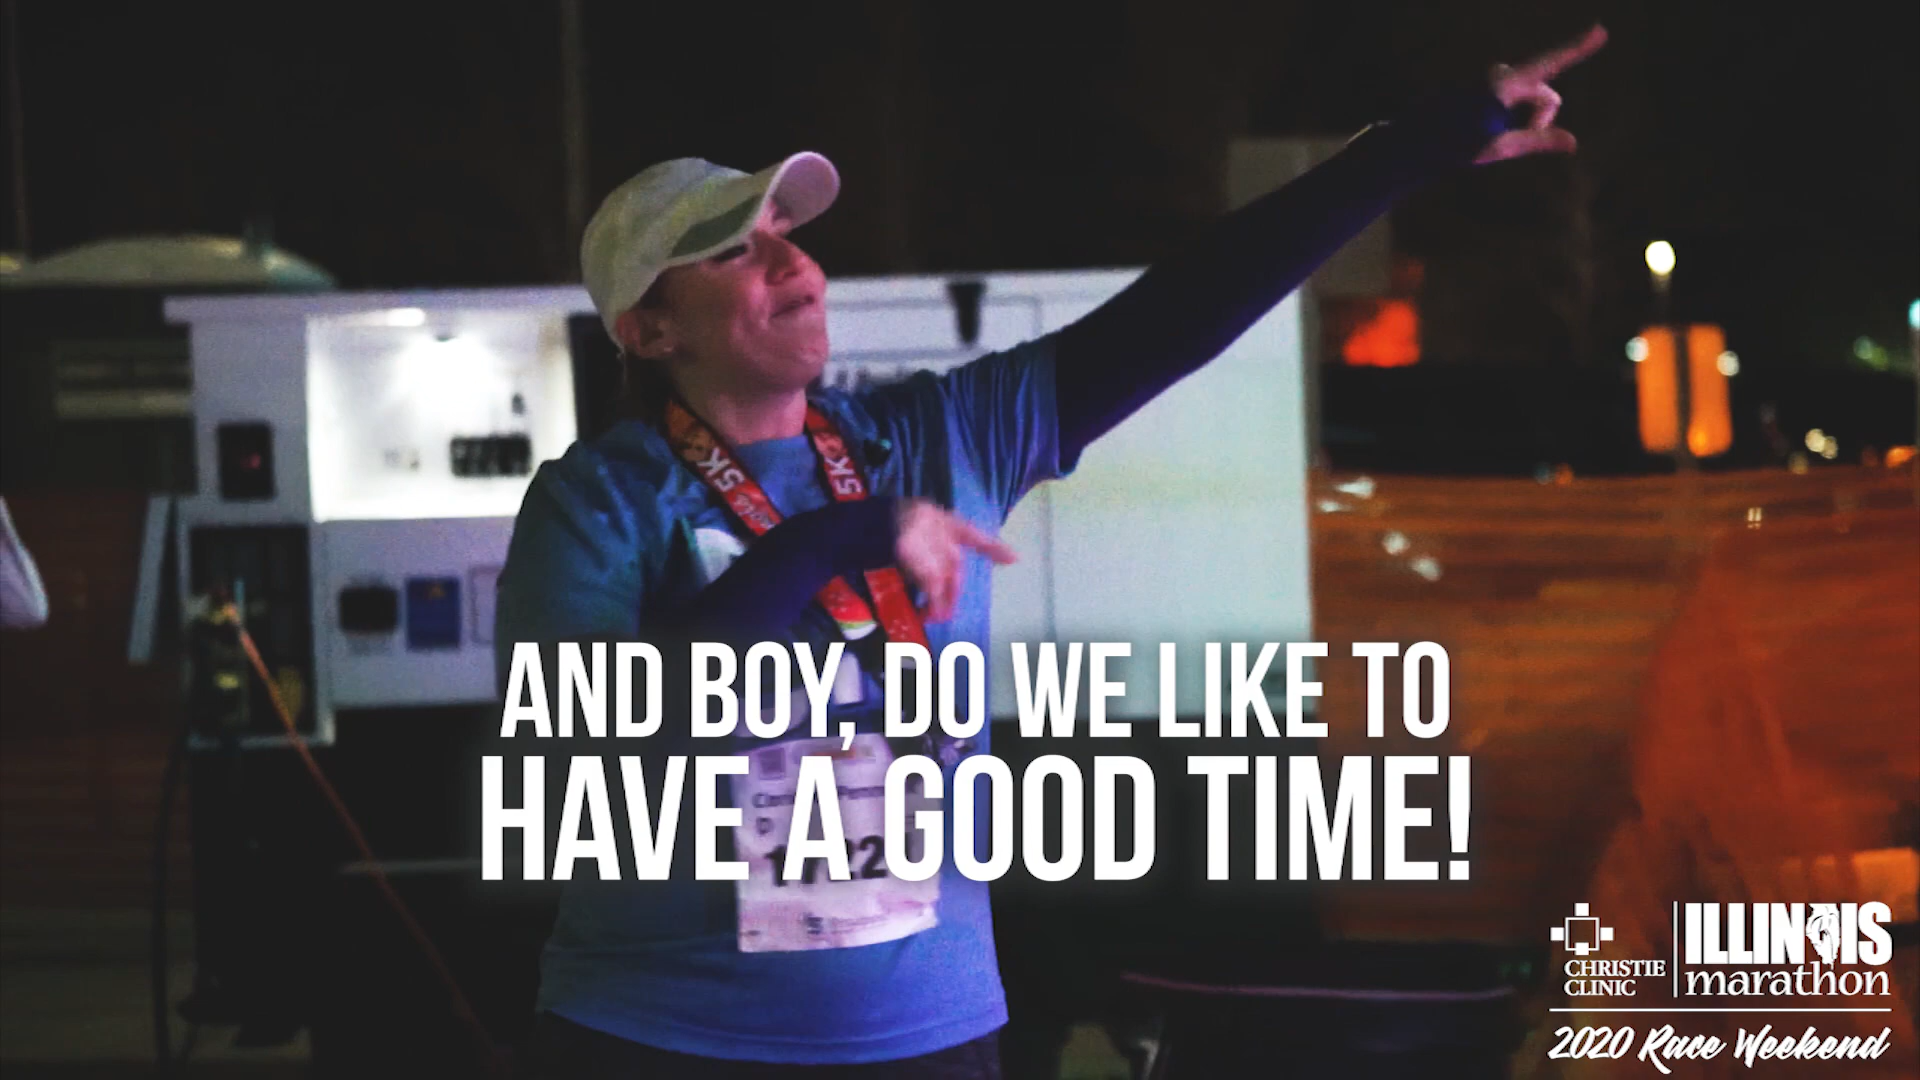 5K
5K
AND BOY, DO WE LIKE TO
HAVE A GOOD TIME!
CHRISTIE
CLINIC
ILLINOIS
marathon
2020 Race Weekend